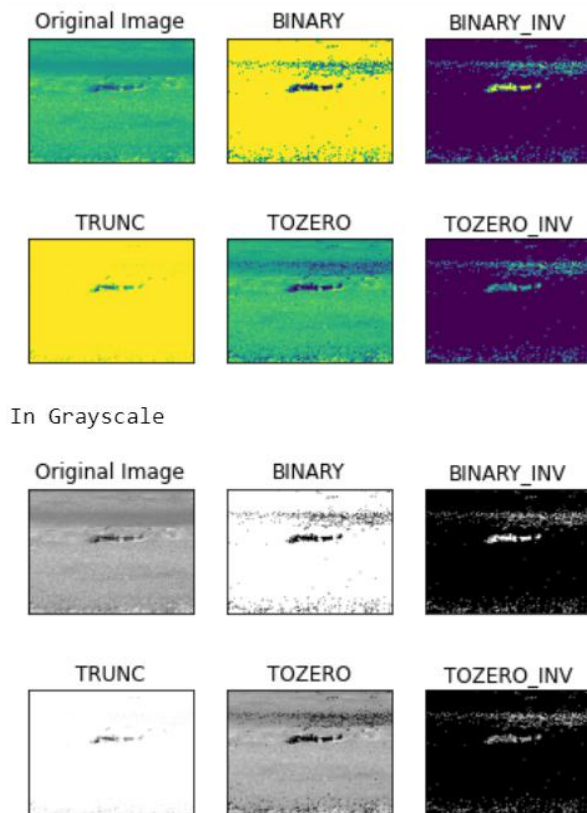 Original Image BINARY BINARY_INV
TRUNC TOZERO TOZERO_INV
In Grayscale
Original Image BINARY BINARY_INV
TRUNC TOZERO TOZERO_INV